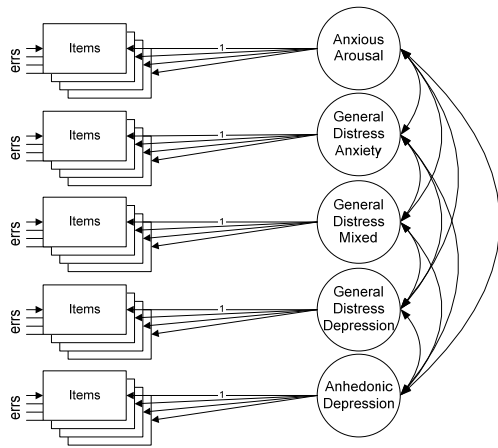 errs
Items
1
Anxious
Arousal
errs
Items
1
General
Distress
Anxiety
errs
Items
1
General
Distress
Mixed
errs
Items
1
General
Distress
Depression
errs
Items
1
Anhedonic
Depression